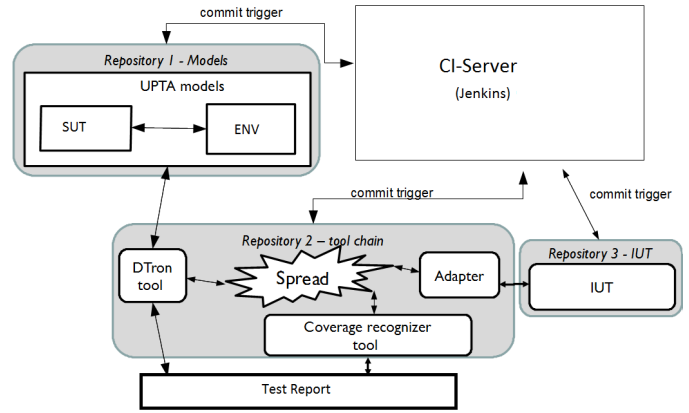 commit trigger
Repository 1 - Models
UPTA models
SUT
ENV
CI-Server
(Jenkins)
commit trigger
commit trigger
Repository 2 – tool chain
Repository 3 - IUT
DTron
tool
Spread
Adapter
IUT
Coverage recognizer
tool
Test Report